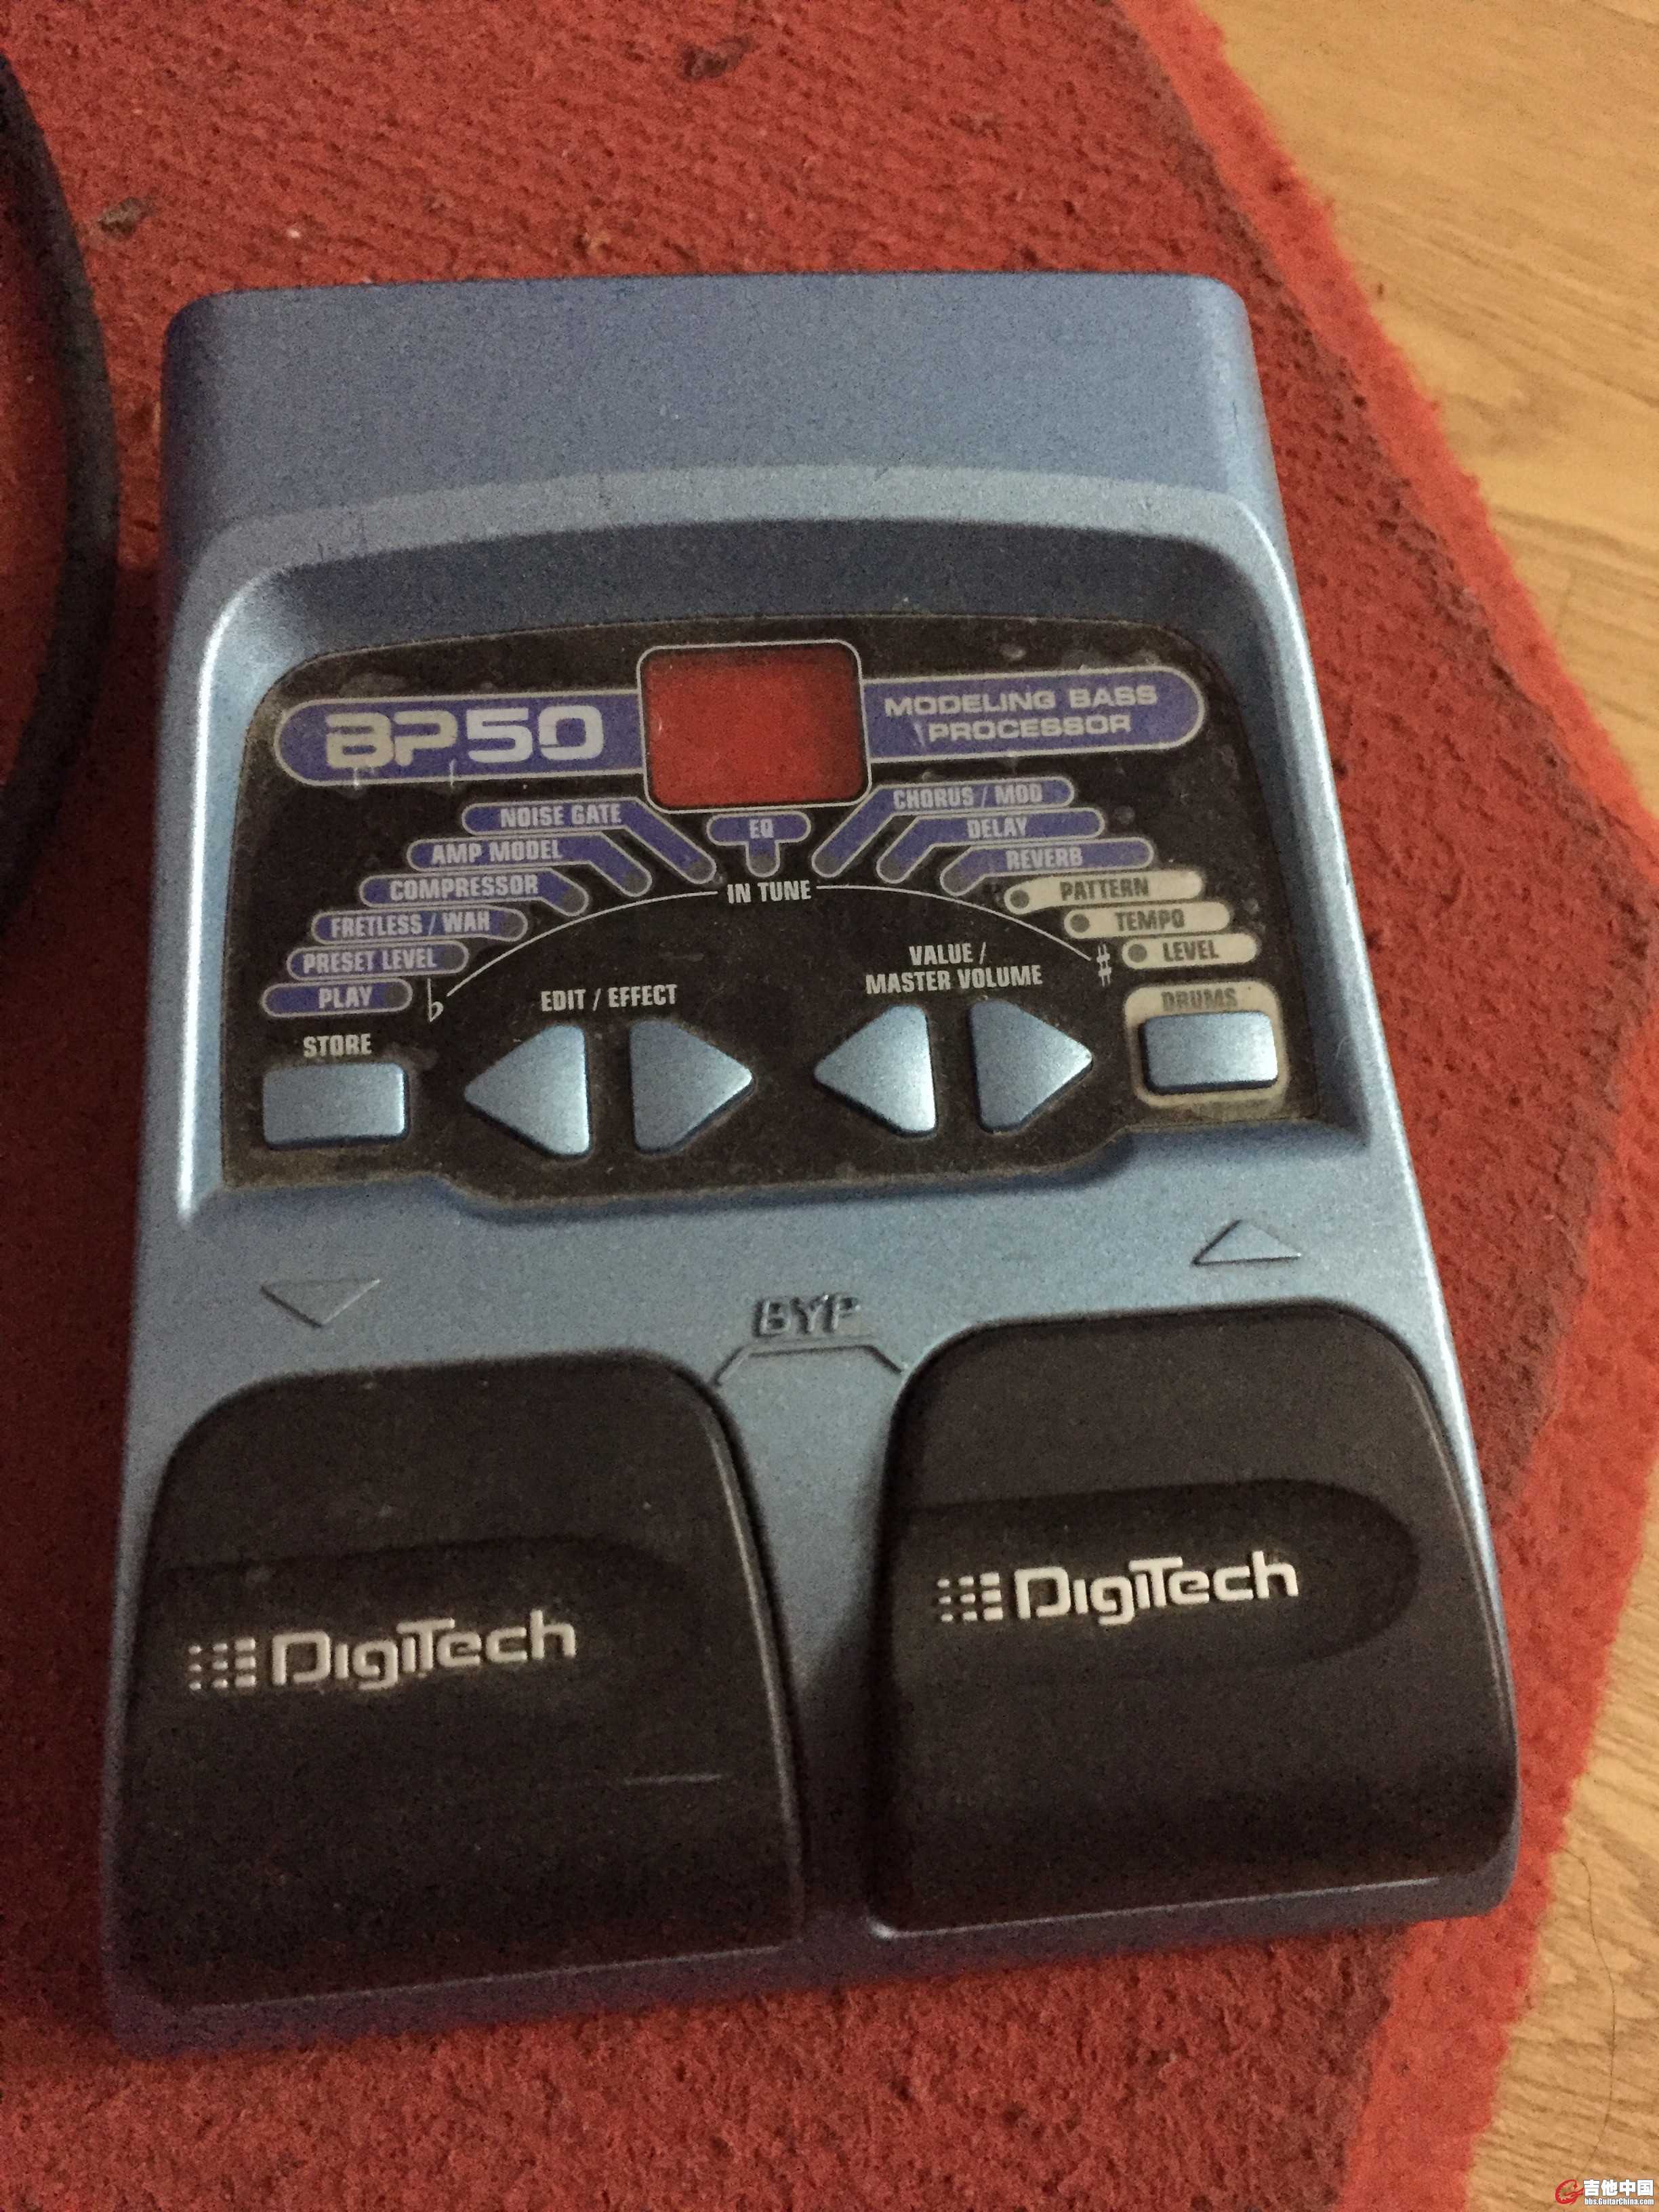 BP50
MODELING BASS
PROCESSOR
NOISE GATE
EQ
CHORUS / MOD
AMP MODEL
DELAY
COMPRESSOR
REVERB
IN TUNE
PATTERN
FRETLESS / WAH
TEMPO
PRESET LEVEL
LEVEL
PLAY
♭
♯
EDIT / EFFECT
VALUE /
MASTER VOLUME
DRUMS
STORE
BYP
DigiTech
DigiTech
吉他中国
bbs.GuitarChina.com